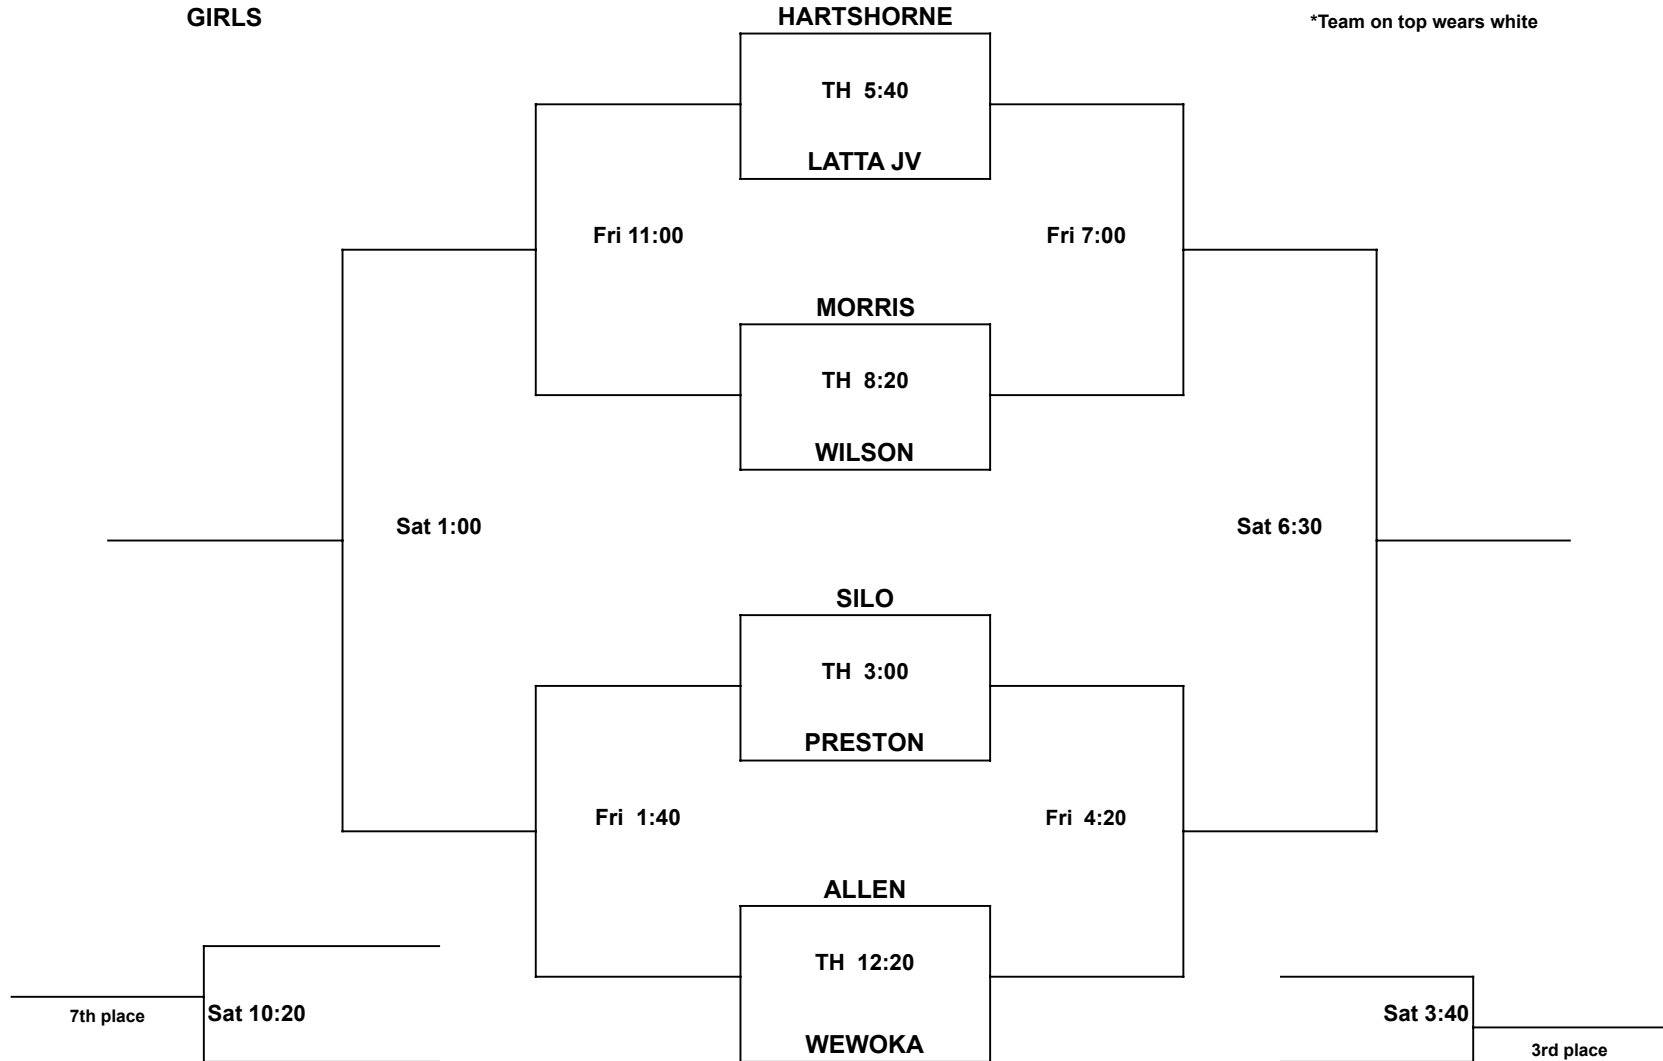 GIRLS
HARTSHORNE
*Team on top wears white
TH 5:40
LATTA JV
Fri 11:00
Fri 7:00
MORRIS
TH 8:20
WILSON
Sat 1:00
Sat 6:30
SILO
TH 3:00
PRESTON
Fri 1:40
Fri 4:20
ALLEN
TH 12:20
7th place
Sat 10:20
Sat 3:40
WEWOKA
3rd place